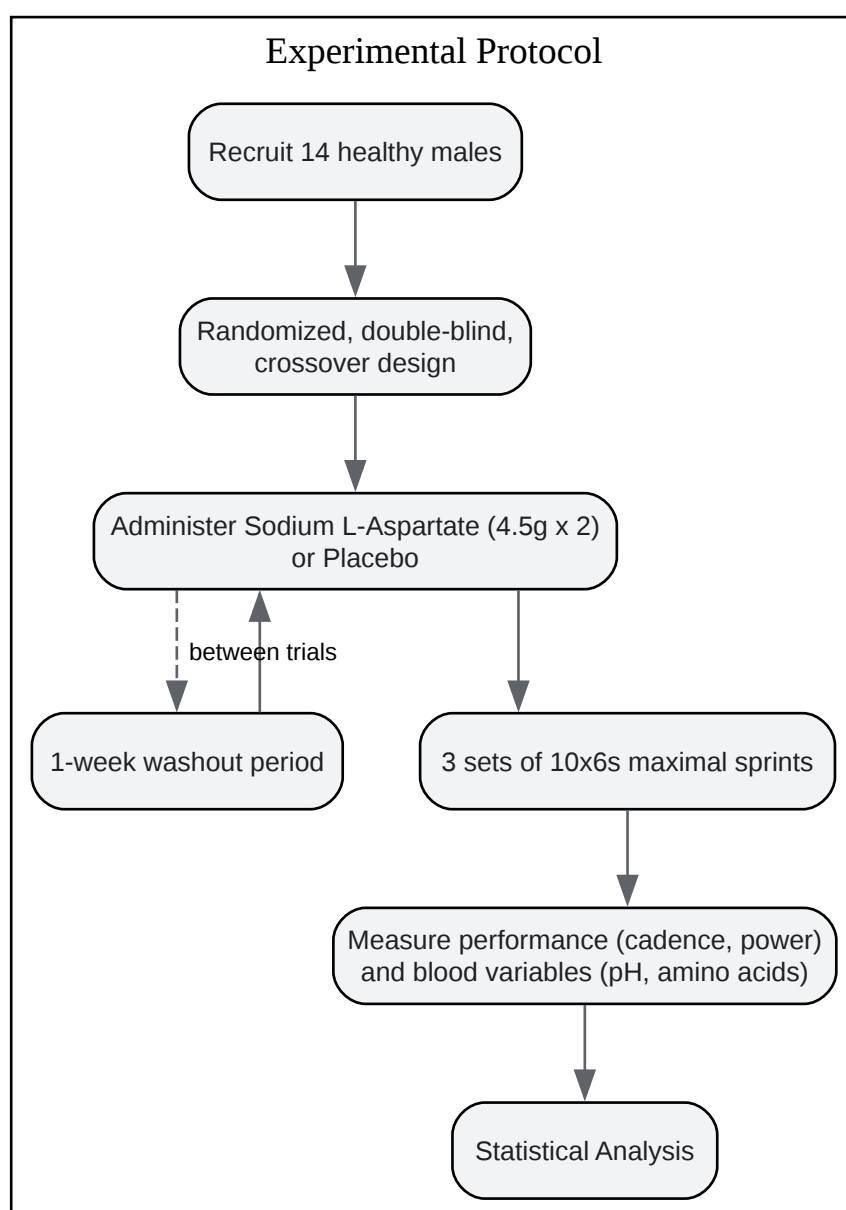 Experimental Protocol
Recruit 14 healthy males
Randomized, double-blind,
crossover design
Administer Sodium L-Aspartate (4.5g x 2)
or Placebo
between trials
1-week washout period
3 sets of 10x6s maximal sprints
Measure performance (cadence, power)
and blood variables (pH, amino acids)
Statistical Analysis